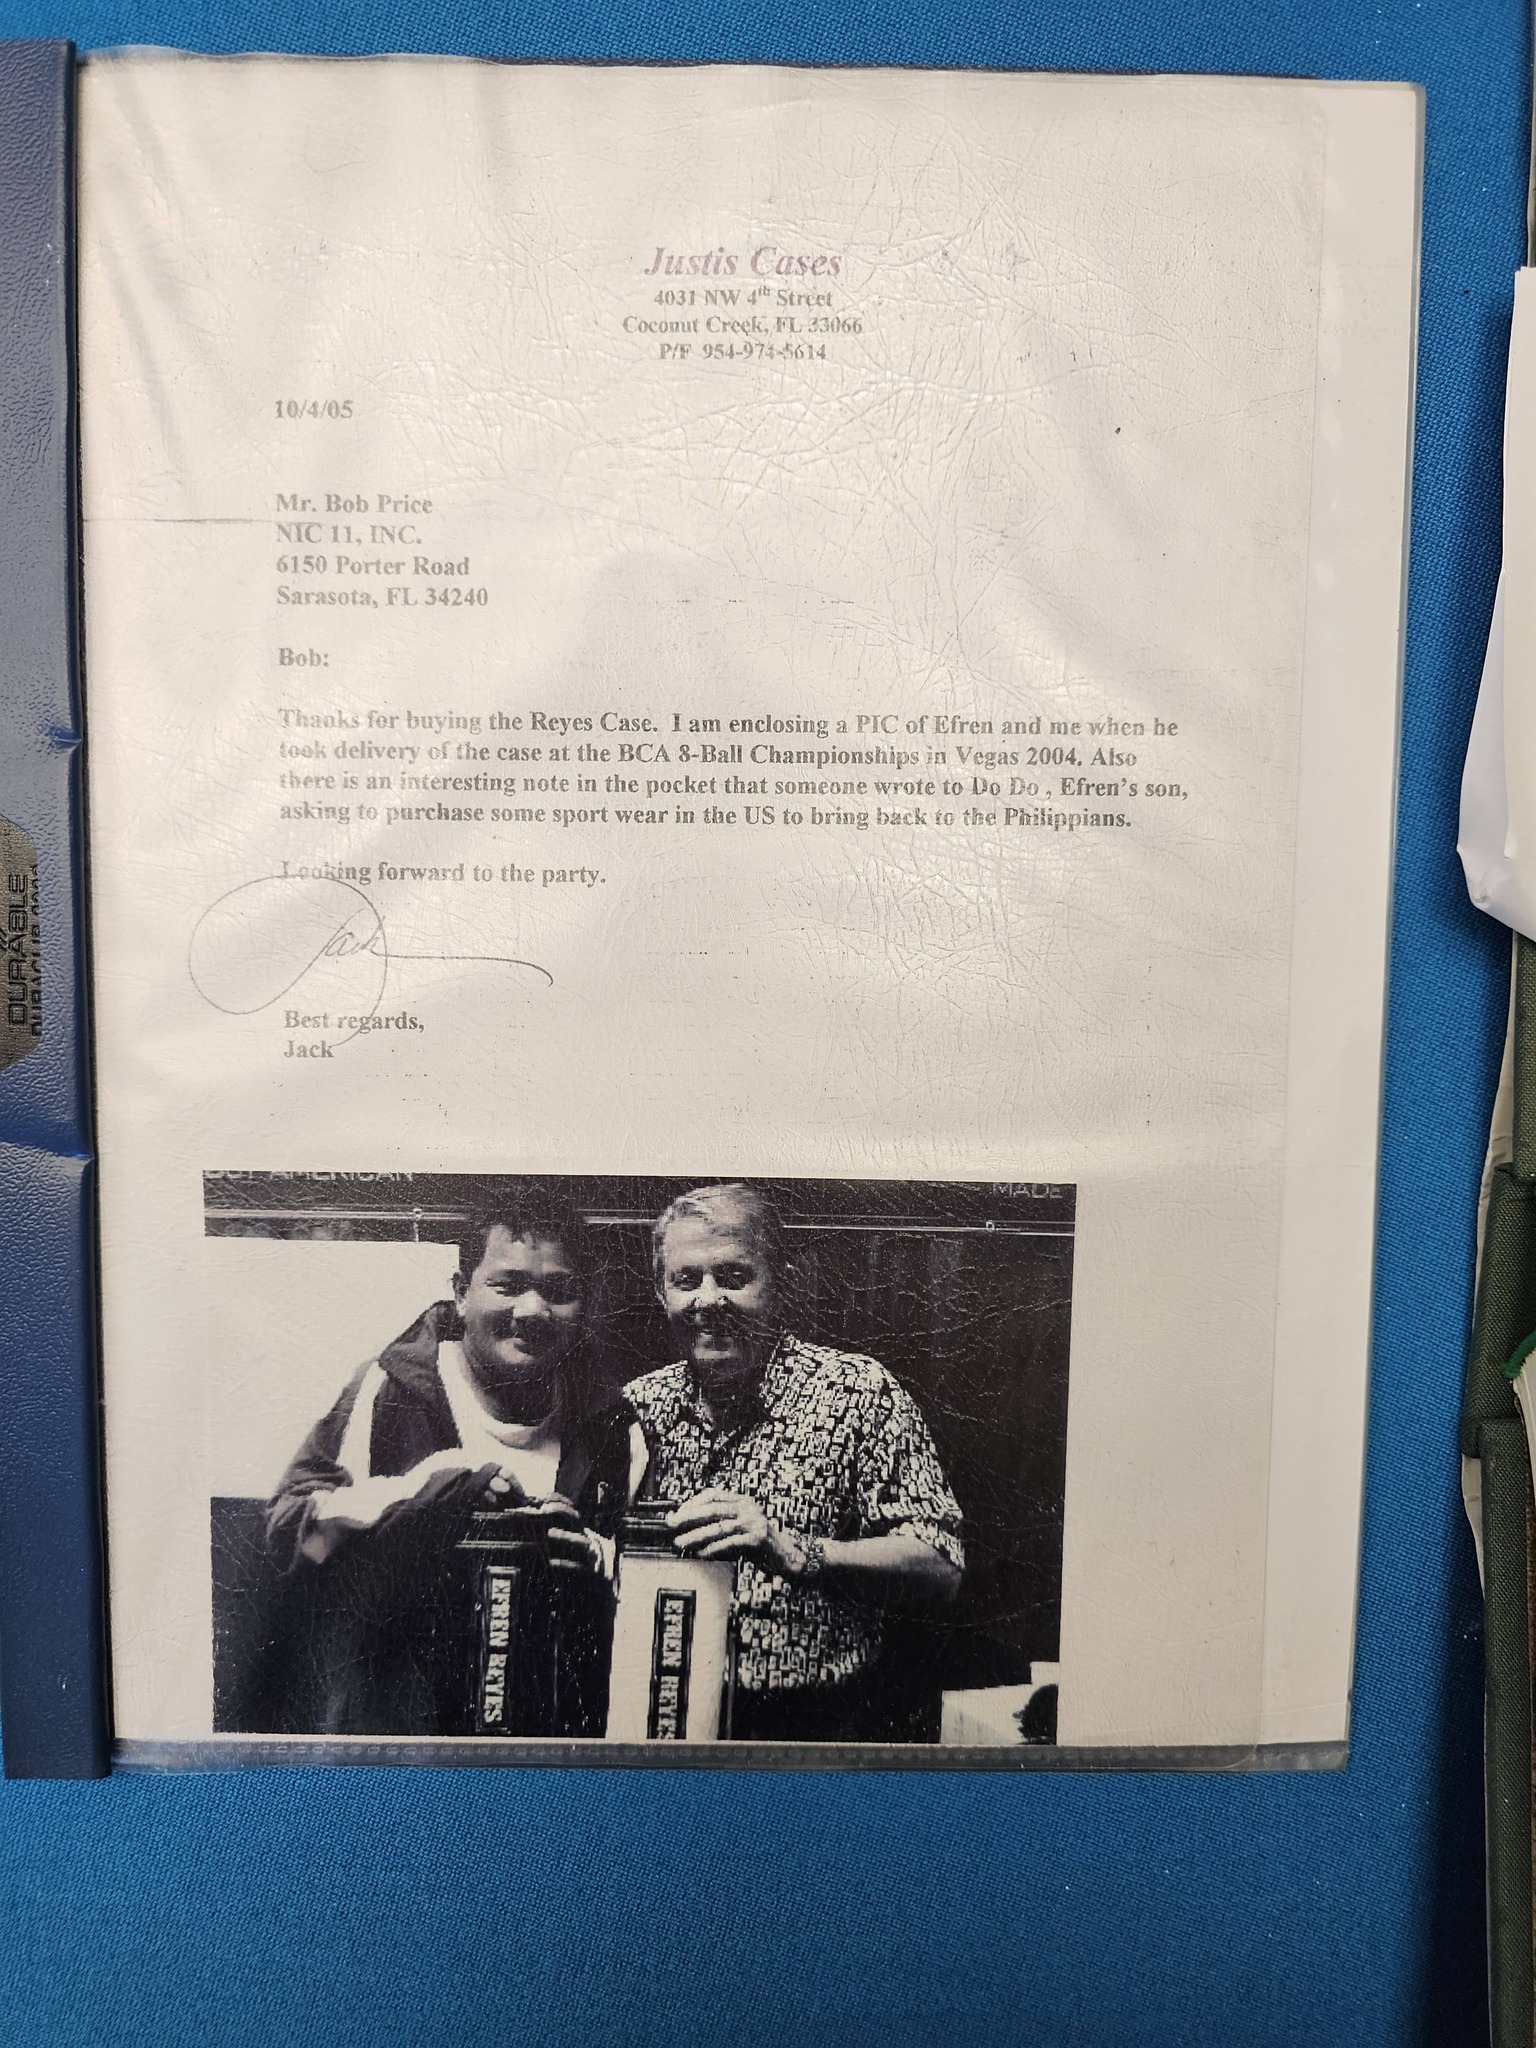 Justis Cases
4031 NW 4th Street
Coconut Creek, FL 33066
P/F 954-974-5614
10/4/05
Mr. Bob Price
NIC 11, INC.
6150 Porter Road
Sarasota, FL 34240
Bob:
Thanks for buying the Reyes Case. I am enclosing a PIC of Efren and me when he
took delivery of the case at the BCA 8-Ball Championships in Vegas 2004. Also
there is an interesting note in the pocket that someone wrote to Do Do , Efren's son,
asking to purchase some sport wear in the US to bring back to the Philippians.
Looking forward to the party.
Jack
Best regards,
Jack
AMERICAN
MADE
EFREN REYES
EFREN REYES
DURABLE